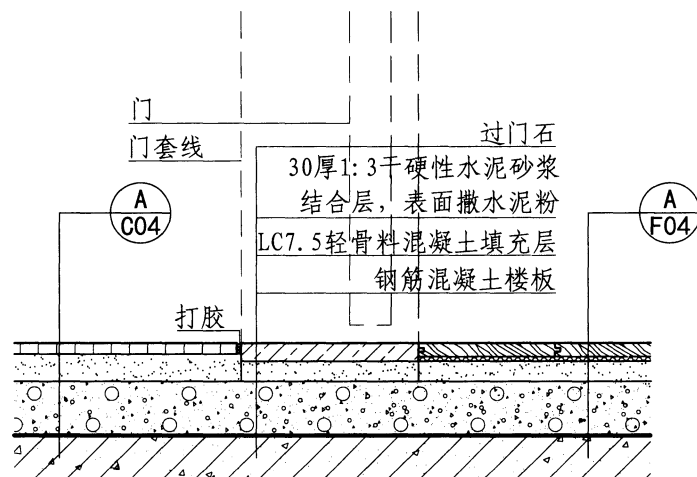 门
门套线
过门石
30厚1:3干硬性水泥砂浆
结合层，表面撒水泥粉
LC7.5轻骨料混凝土填充层
钢筋混凝土楼板
A
C04
A
F04
打胶